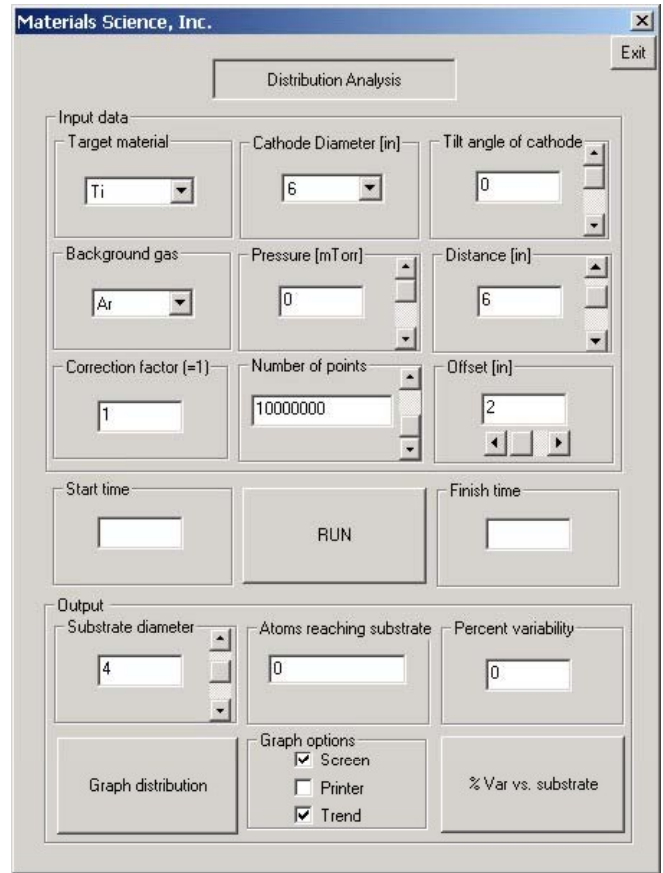 Materials Science, Inc.
Exit
Distribution Analysis
Input data
Target material
Cathode Diameter [in]
Tilt angle of cathode
Ti
6
0
Background gas
Pressure [mTorr]
Distance [in]
Ar
0
6
Correction factor (=1)
Number of points
Offset [in]
1
10000000
2
Start time
RUN
Finish time
Output
Substrate diameter
Atoms reaching substrate
Percent variability
4
0
0
Graph distribution
Graph options
Screen
Printer
Trend
% Var vs. substrate